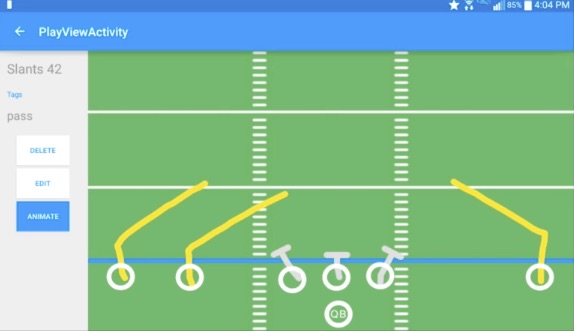 85% 4:04 PM
PlayViewActivity
Slants 42
Tags
pass
DELETE
EDIT
ANIMATE
QB